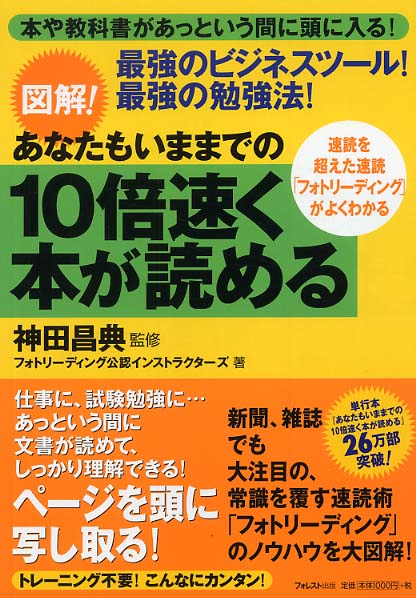 本や教科書があっという間に頭に入る!
図解!
最強のビジネスツール!
最強の勉強法!
あなたもいままでの
10倍速く
本が読める
速読を
超えた速読
「フォトリーディング」
がよくわかる
神田昌典 監修
フォトリーディング公認インストラクターズ 著
仕事に、試験勉強に…
あっという間に
文書が読めて、
しっかり理解できる!
ページを頭に
写し取る!
トレーニング不要! こんなにカンタン!
新聞、雑誌
でも
大注目の、
常識を覆す速読術
「フォトリーディング」
のノウハウを大図解!
単行本
『あなたもいままでの
10倍速く本が読める』
26万部
突破!
フォレスト出版 定価 本体1000円+税